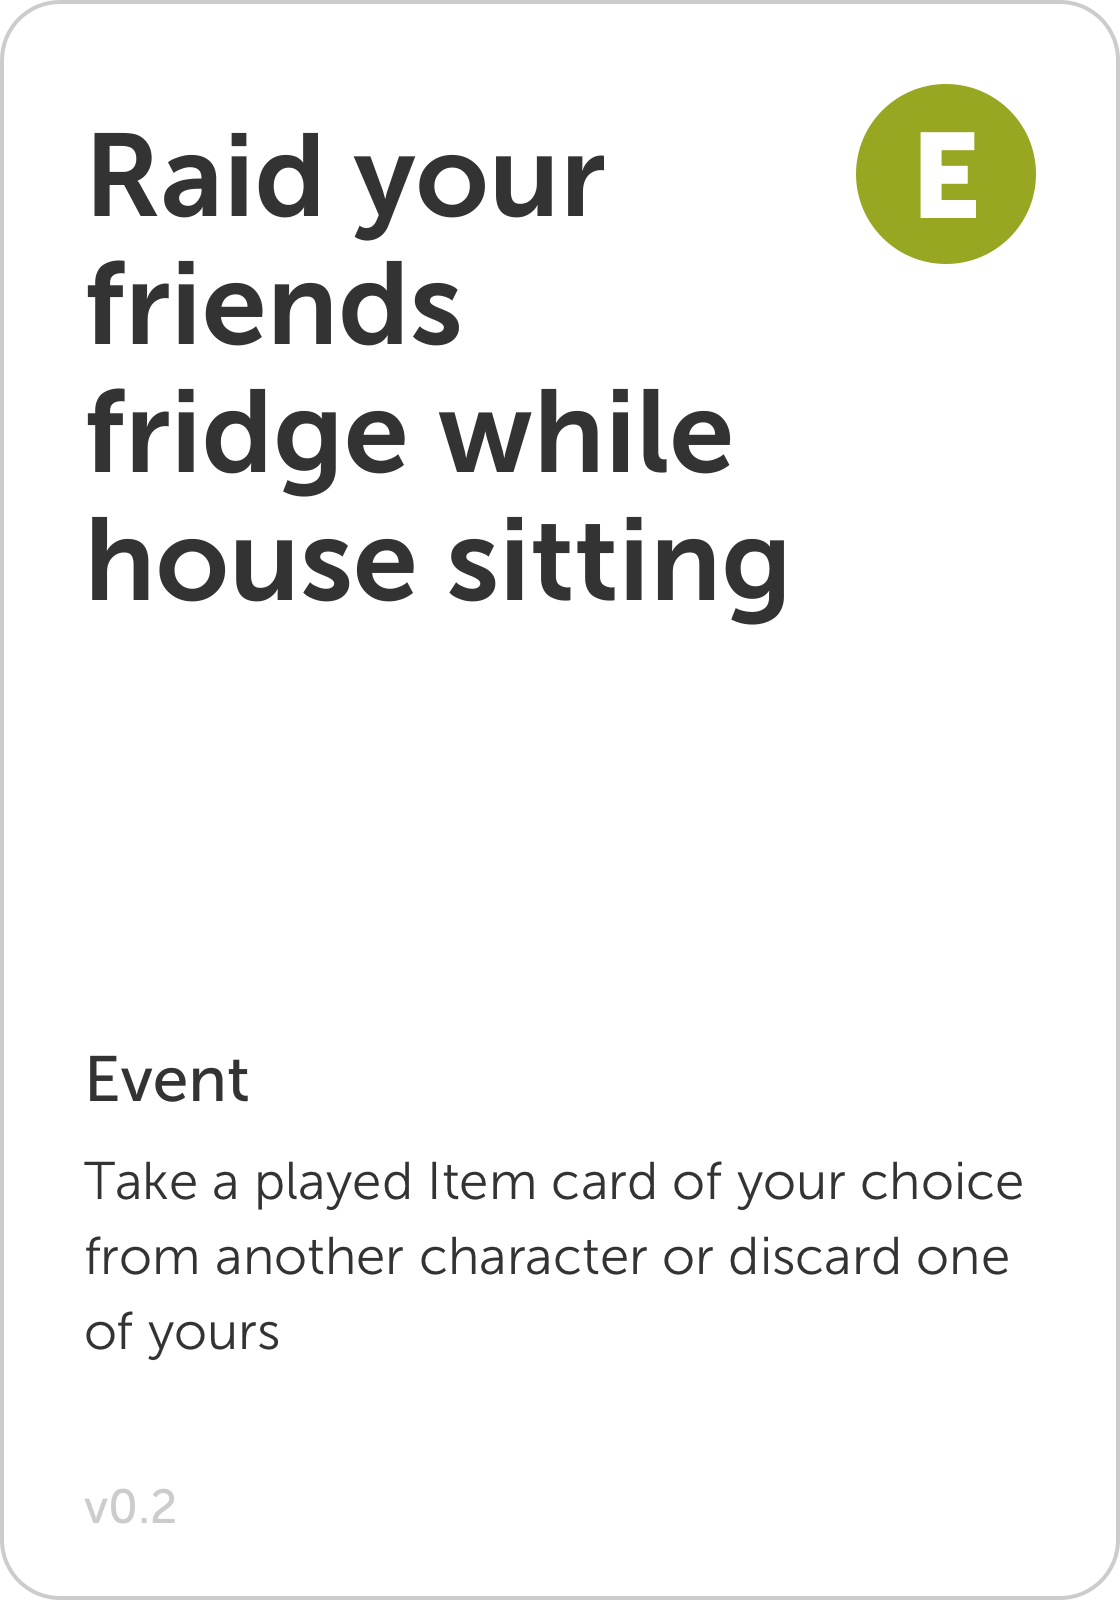 Raid your
E
friends
fridge while
house sitting
Event
Take a played Item card of your choice
from another character or discard one
of yours
v0.2